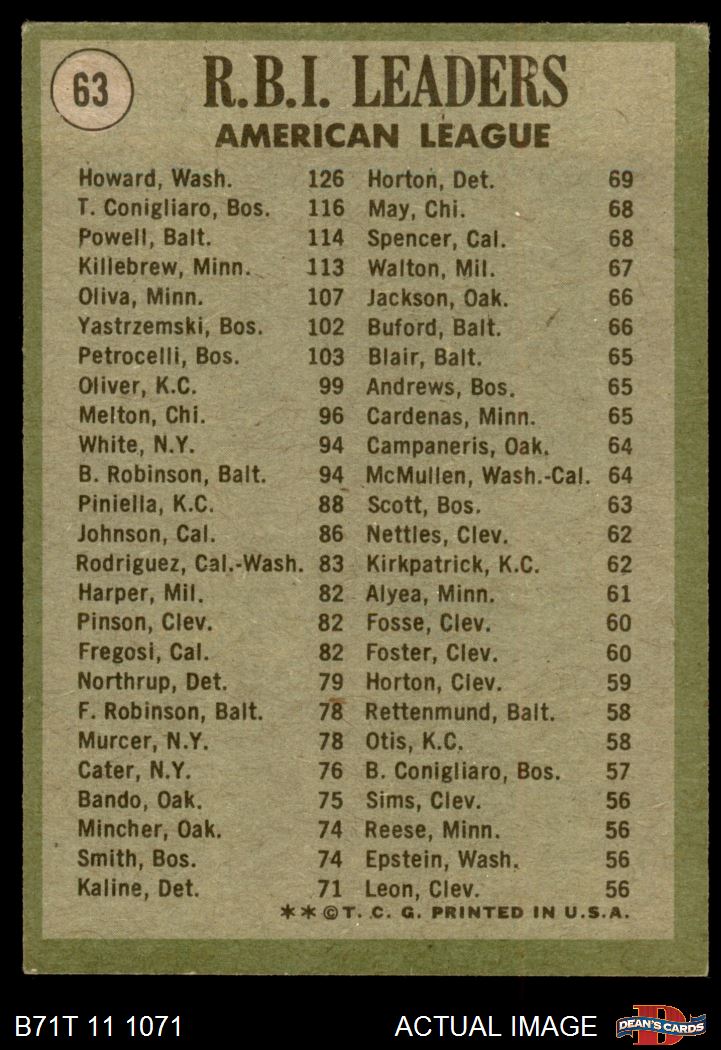 63
R.B.I. LEADERS
AMERICAN LEAGUE
Howard, Wash. 126
T. Conigliaro, Bos. 116
Powell, Balt. 114
Killebrew, Minn. 113
Oliva, Minn. 107
Yastrzemski, Bos. 102
Petrocelli, Bos. 103
Oliver, K.C. 99
Melton, Chi. 96
White, N.Y. 94
B. Robinson, Balt. 94
Piniella, K.C. 88
Johnson, Cal. 86
Rodriguez, Cal.-Wash. 83
Harper, Mil. 82
Pinson, Clev. 82
Fregosi, Cal. 82
Northrup, Det. 79
F. Robinson, Balt. 78
Murcer, N.Y. 78
Cater, N.Y. 76
Bando, Oak. 75
Mincher, Oak. 74
Smith, Bos. 74
Kaline, Det. 71
Horton, Det. 69
May, Chi. 68
Spencer, Cal. 68
Walton, Mil. 67
Jackson, Oak. 66
Buford, Balt. 66
Blair, Balt. 65
Andrews, Bos. 65
Cardenas, Minn. 65
Campaneris, Oak. 64
McMullen, Wash.-Cal. 64
Scott, Bos. 63
Nettles, Clev. 62
Kirkpatrick, K.C. 62
Alyea, Minn. 61
Fosse, Clev. 60
Foster, Clev. 60
Horton, Clev. 59
Rettenmund, Balt. 58
Otis, K.C. 58
B. Conigliaro, Bos. 57
Sims, Clev. 56
Reese, Minn. 56
Epstein, Wash. 56
Leon, Clev. 56
**©T. C. G. PRINTED IN U.S.A.
B71T 11 1071
ACTUAL IMAGE
D
DEAN'S CARDS